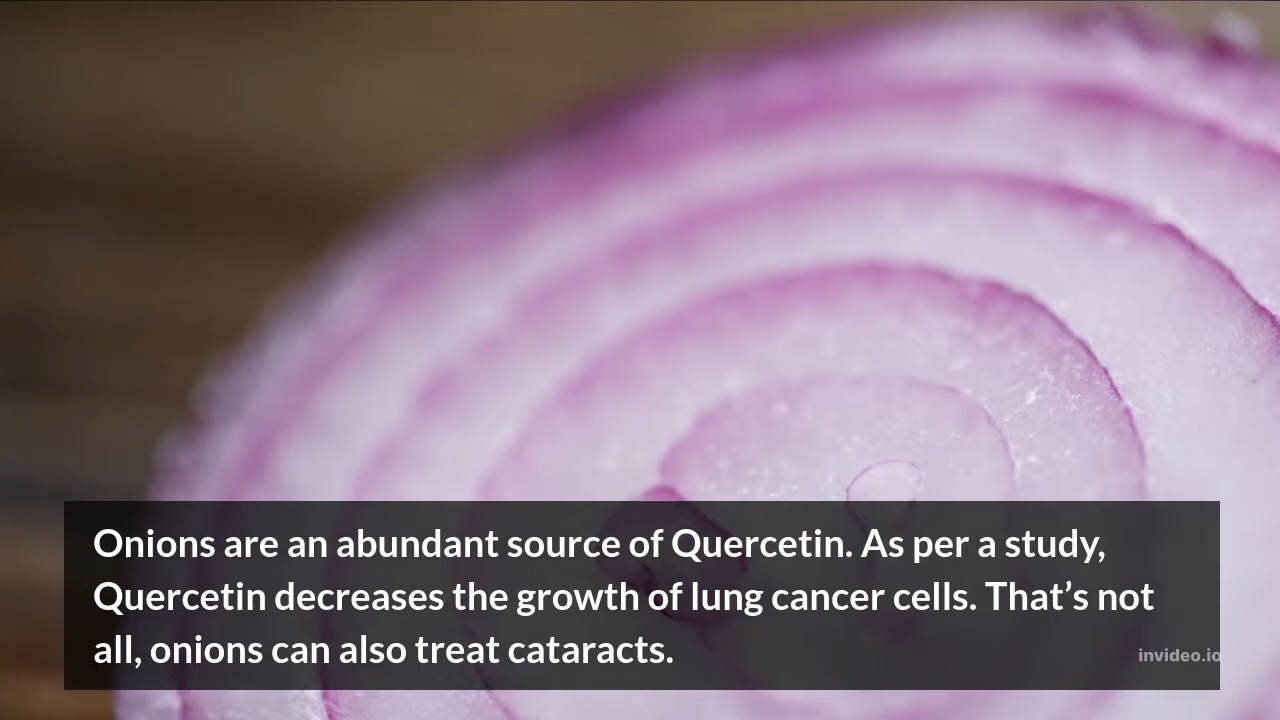 Onions are an abundant source of Quercetin. As per a study,
Quercetin decreases the growth of lung cancer cells. That’s not
all, onions can also treat cataracts.
invideo.io